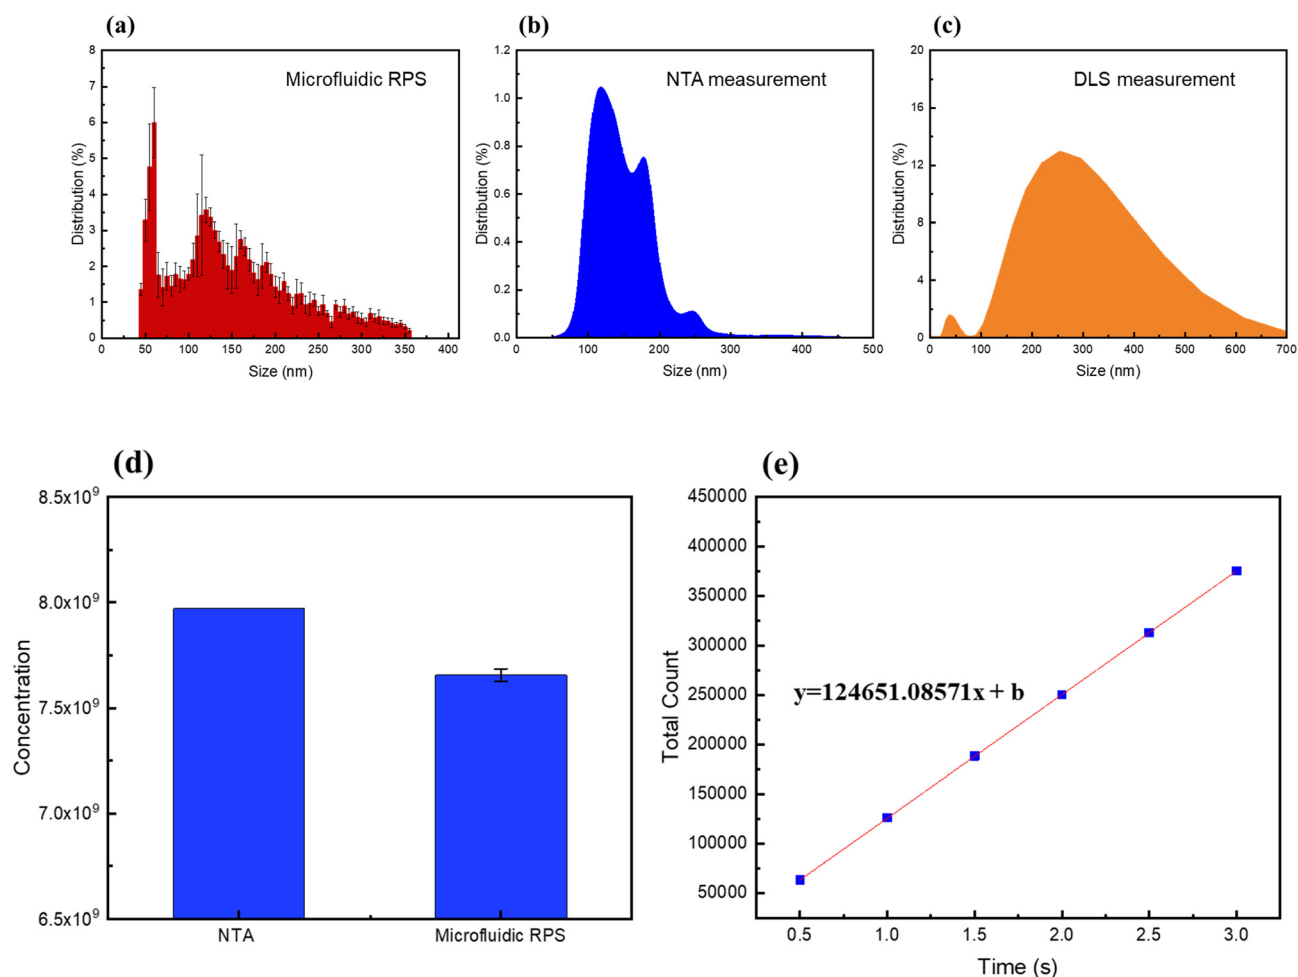 (a)
(b)
(c)
Microfluidic RPS
Distribution (%)
8
7
6
5
4
3
2
1
0
0 50 100 150 200 250 300 350 400
Size (nm)
NTA measurement
Distribution (%)
1.2
1.0
0.8
0.6
0.4
0.2
0.0
0 100 200 300 400 500
Size (nm)
DLS measurement
Distribution (%)
20
16
12
8
4
0
0 100 200 300 400 500 600 700
Size (nm)
(d)
Concentration
8.5x10⁹
8.0x10⁹
7.5x10⁹
7.0x10⁹
6.5x10⁹
NTA Microfluidic RPS
(e)
Total Count
450000
400000
350000
300000
250000
200000
150000
100000
50000
y=124651.08571x + b
0.5 1.0 1.5 2.0 2.5 3.0
Time (s)